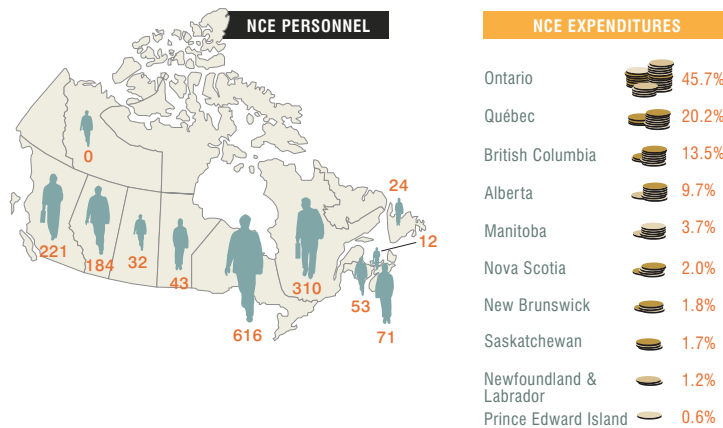 NCE PERSONNEL
0
24
12
221
184
32
43
616
310
53
71
NCE EXPENDITURES
Ontario 45.7%
Québec 20.2%
British Columbia 13.5%
Alberta 9.7%
Manitoba 3.7%
Nova Scotia 2.0%
New Brunswick 1.8%
Saskatchewan 1.7%
Newfoundland & 1.2%
Labrador
Prince Edward Island 0.6%